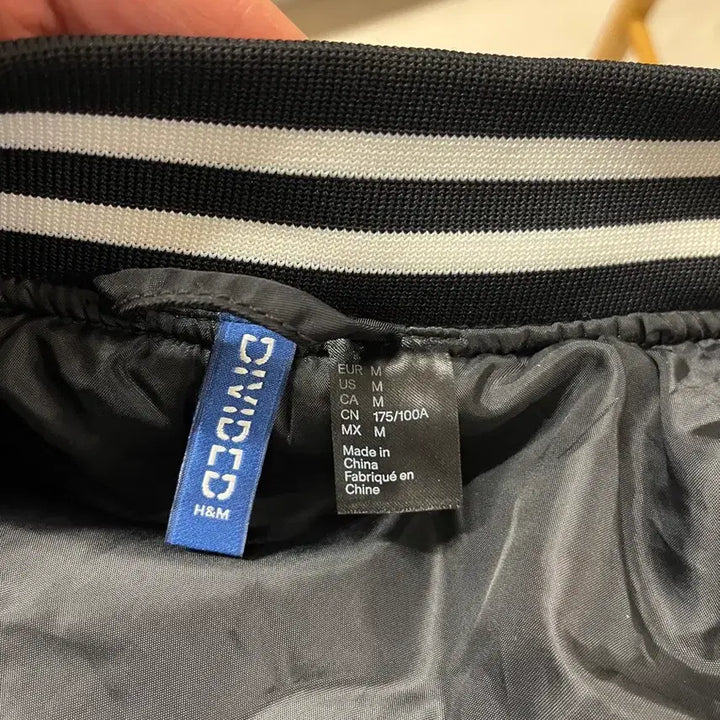 DIVIDED
H&M
EUR M
US M
CA M
CN 175/100A
MX M
Made in
China
Fabriqué en
Chine